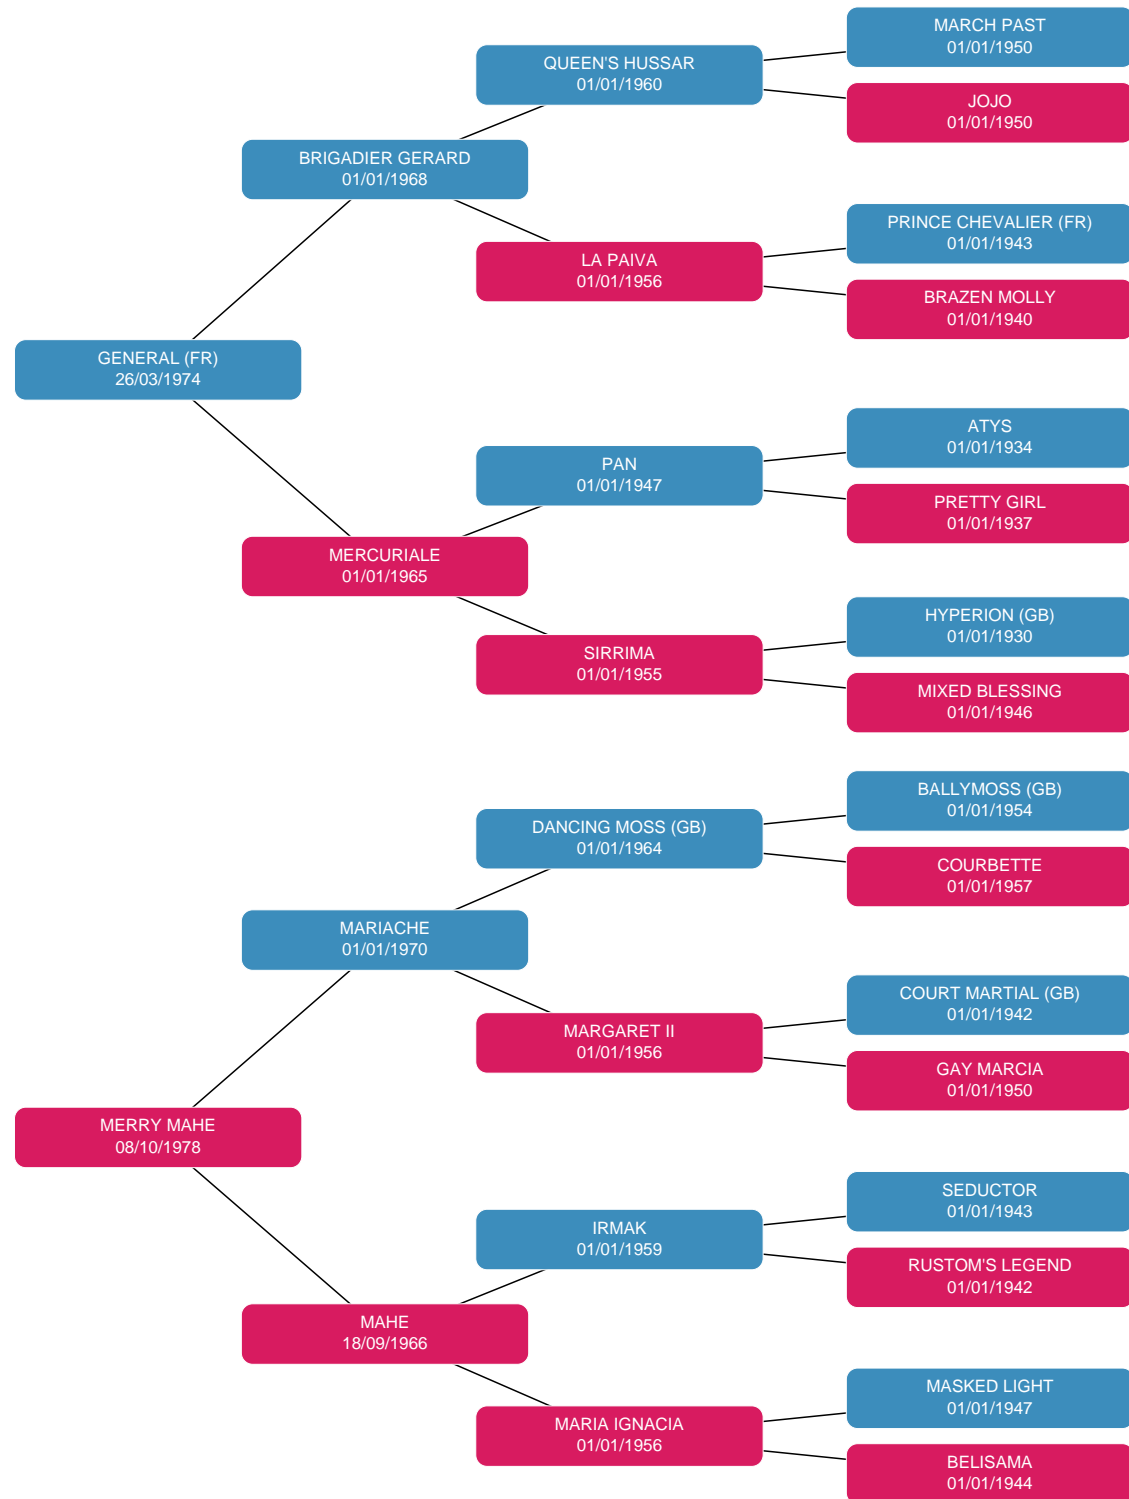 MARCH PAST
01/01/1950
QUEEN'S HUSSAR
01/01/1960
JOJO
01/01/1950
BRIGADIER GERARD
01/01/1968
PRINCE CHEVALIER (FR)
01/01/1943
LA PAIVA
01/01/1956
BRAZEN MOLLY
01/01/1940
GENERAL (FR)
26/03/1974
ATYS
01/01/1934
PAN
01/01/1947
PRETTY GIRL
01/01/1937
MERCURIALE
01/01/1965
HYPERION (GB)
01/01/1930
SIRRIMA
01/01/1955
MIXED BLESSING
01/01/1946
BALLYMOSS (GB)
01/01/1954
DANCING MOSS (GB)
01/01/1964
COURBETTE
01/01/1957
MARIACHE
01/01/1970
COURT MARTIAL (GB)
01/01/1942
MARGARET II
01/01/1956
GAY MARCIA
01/01/1950
MERRY MAHE
08/10/1978
SEDUCTOR
01/01/1943
IRMAK
01/01/1959
RUSTOM'S LEGEND
01/01/1942
MAHE
18/09/1966
MASKED LIGHT
01/01/1947
MARIA IGNACIA
01/01/1956
BELISAMA
01/01/1944